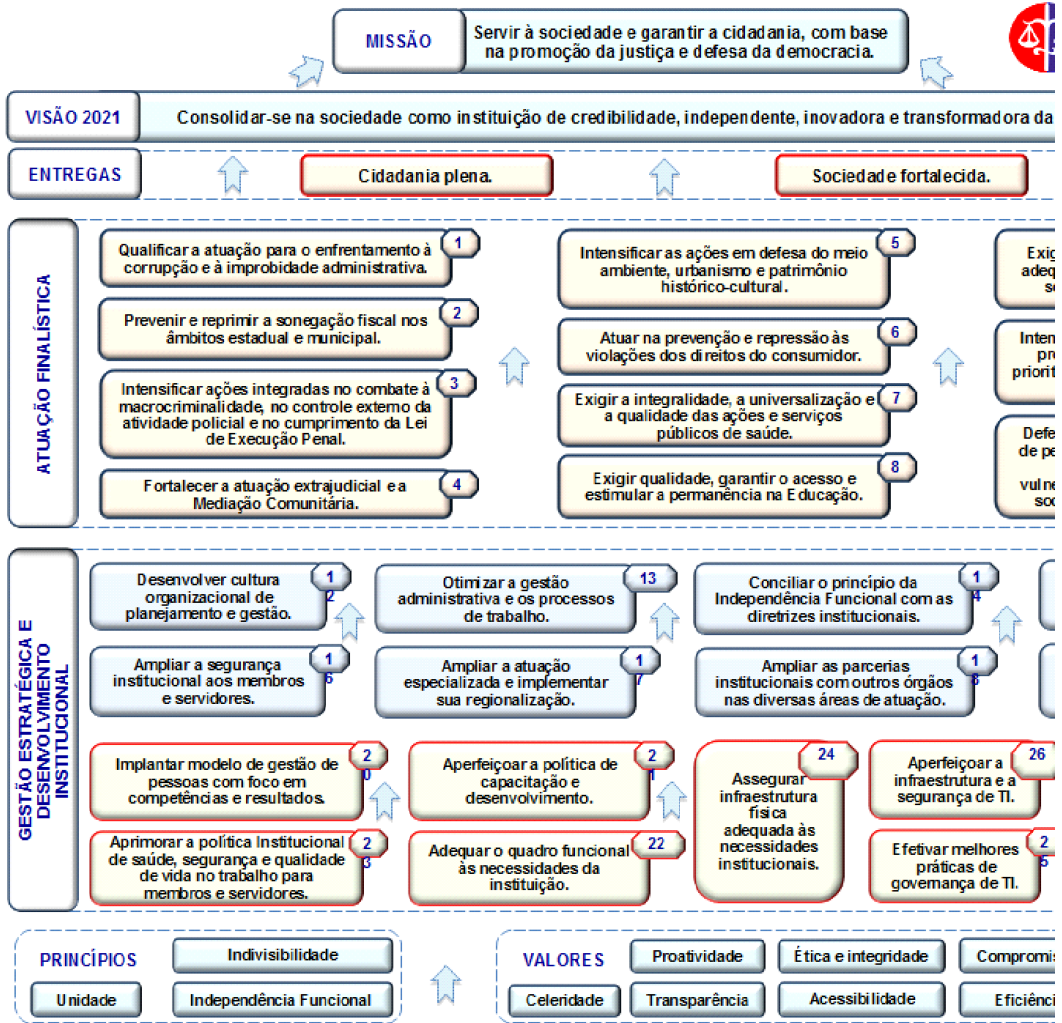 MISSÃO
Servir à sociedade e garantir a cidadania, com base
na promoção da justiça e defesa da democracia.
VISÃO 2021
Consolidar-se na sociedade como instituição de credibilidade, independente, inovadora e transformadora da
ENTREGAS
Cidadania plena.
Sociedade fortalecida.
ATUAÇÃO FINALÍSTICA
Qualificar a atuação para o enfrentamento à
corrupção e à improbidade administrativa.
1
Prevenir e reprimir a sonegação fiscal nos
âmbitos estadual e municipal.
2
Intensificar ações integradas no combate à
macrocriminalidade, no controle externo da
atividade policial e no cumprimento da Lei
de Execução Penal.
3
Fortalecer a atuação extrajudicial e a
Mediação Comunitária.
4
Intensificar as ações em defesa do meio
ambiente, urbanismo e patrimônio
histórico-cultural.
5
Atuar na prevenção e repressão às
violações dos direitos do consumidor.
6
Exigir a integralidade, a universalização e
a qualidade das ações e serviços
públicos de saúde.
7
Exigir qualidade, garantir o acesso e
estimular a permanência na Educação.
8
GESTÃO ESTRATÉGICA E
DESENVOLVIMENTO
INSTITUCIONAL
Desenvolver cultura
organizacional de
planejamento e gestão.
12
Otimizar a gestão
administrativa e os processos
de trabalho.
13
Conciliar o princípio da
Independência Funcional com as
diretrizes institucionais.
14
Ampliar a segurança
institucional aos membros
e servidores.
16
Ampliar a atuação
especializada e implementar
sua regionalização.
17
Ampliar as parcerias
institucionais com outros órgãos
nas diversas áreas de atuação.
18
Implantar modelo de gestão de
pessoas com foco em
competências e resultados.
20
Aperfeiçoar a política de
capacitação e
desenvolvimento.
21
Assegurar
infraestrutura
física
adequada às
necessidades
institucionais.
24
Aperfeiçoar a
infraestrutura e a
segurança de TI.
26
Aprimorar a política Institucional
de saúde, segurança e qualidade
de vida no trabalho para
membros e servidores.
23
Adequar o quadro funcional
às necessidades da
instituição.
22
Efetivar melhores
práticas de
governança de TI.
25
PRINCÍPIOS
Indivisibilidade
Unidade
Independência Funcional
VALORES
Proatividade
Ética e integridade
Celeridade
Transparência
Acessibilidade